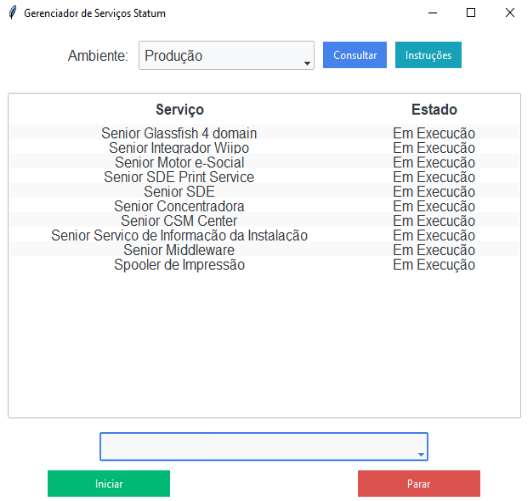 Gerenciador de Serviços Statum
Ambiente: Produção Consultar Instruções
Serviço Estado
Senior Glassfish 4 domain Em Execução
Senior Integrador Wiipo Em Execução
Senior Motor e-Social Em Execução
Senior SDE Print Service Em Execução
Senior SDE Em Execução
Senior Concentradora Em Execução
Senior CSM Center Em Execução
Senior Serviço de Informação da Instalação Em Execução
Senior Middleware Em Execução
Spooler de Impressão Em Execução
Iniciar Parar